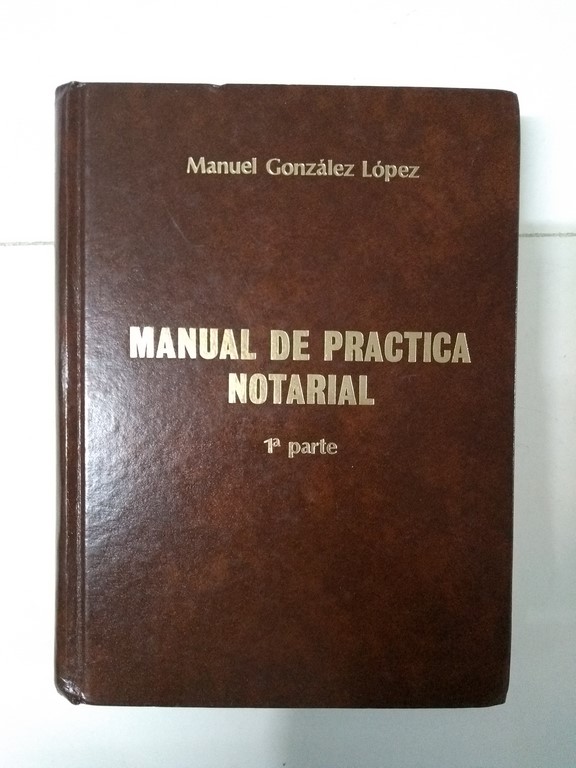 Manuel González López
MANUAL DE PRACTICA
NOTARIAL
1ª parte